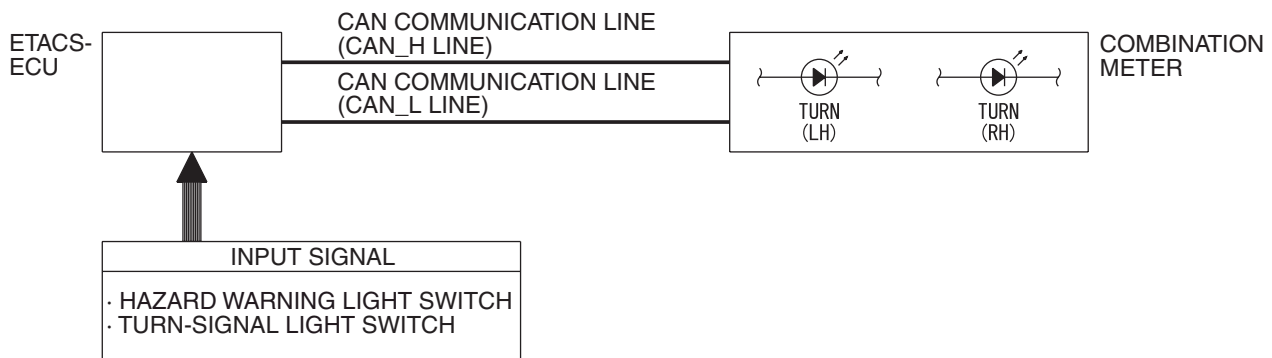 ETACS-
ECU
CAN COMMUNICATION LINE
(CAN_H LINE)
CAN COMMUNICATION LINE
(CAN_L LINE)
COMBINATION
METER
TURN
(LH)
TURN
(RH)
INPUT SIGNAL
· HAZARD WARNING LIGHT SWITCH
· TURN-SIGNAL LIGHT SWITCH